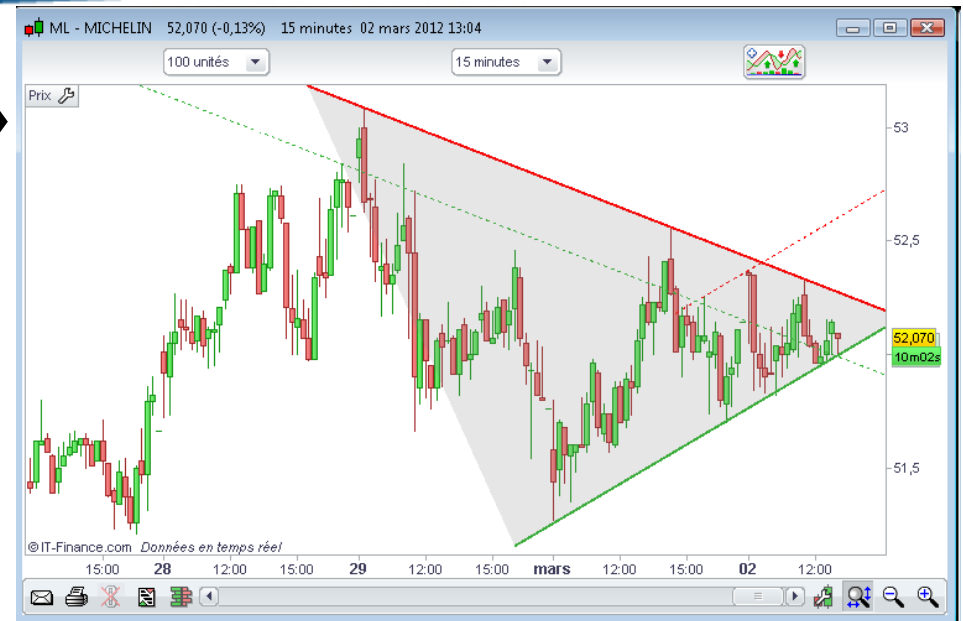 ML - MICHELIN 52,070 (-0,13%) 15 minutes 02 mars 2012 13:04
100 unités 15 minutes
Prix
53
52,5
52,070
10m02s
51,5
©IT-Finance.com Données en temps réel
15:00 28 12:00 15:00 29 12:00 15:00 mars 12:00 15:00 02 12:00